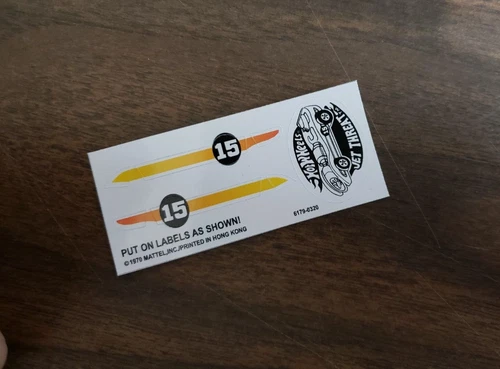 15
15
HOT WHEELS
JET THREAT
PUT ON LABELS AS SHOWN!
©1970 MATTEL,INC./PRINTED IN HONG KONG
6179-0320